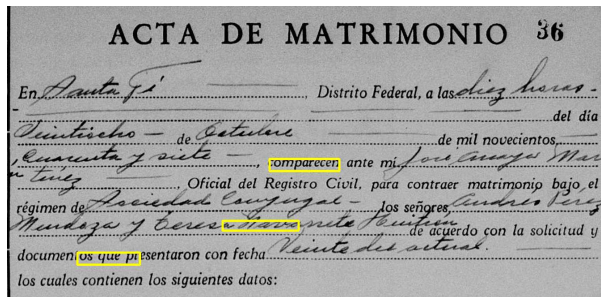 ACTA DE MATRIMONIO 36
En Santa Fé Distrito Federal, a las diez horas
del día
Veintiocho de Octubre de mil novecientos
Cuarenta y siete, comparecen ante mi, José Amaya Mar
tinez Oficial del Registro Civil, para contraer matrimonio bajo el
régimen de Sociedad Conyugal los señores Andres Perez
Mendoza y Teresa de acuerdo con la solicitud y
documentos que presentaron con fecha Veinte del actual.
los cuales contienen los siguientes datos: